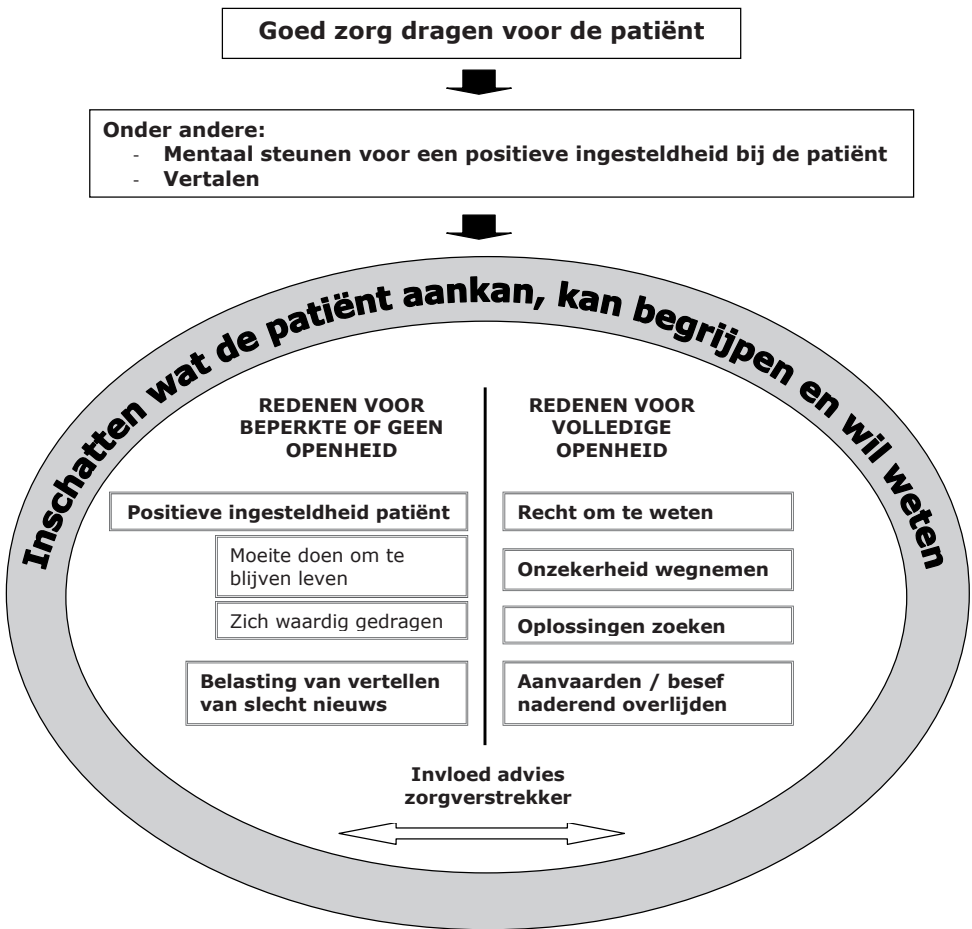 Goed zorg dragen voor de patiënt
Onder andere:
- Mentaal steunen voor een positieve ingesteldheid bij de patiënt
- Vertalen
Inschatten wat de patiënt aankan, kan begrijpen en wil weten
REDENEN VOOR
BEPERKTE OF GEEN
OPENHEID
Positieve ingesteldheid patiënt
Moeite doen om te
blijven leven
Zich waardig gedragen
Belasting van vertellen
van slecht nieuws
REDENEN VOOR
VOLLEDIGE
OPENHEID
Recht om te weten
Onzekerheid wegnemen
Oplossingen zoeken
Aanvaarden / besef
naderend overlijden
Invloed advies
zorgverstrekker